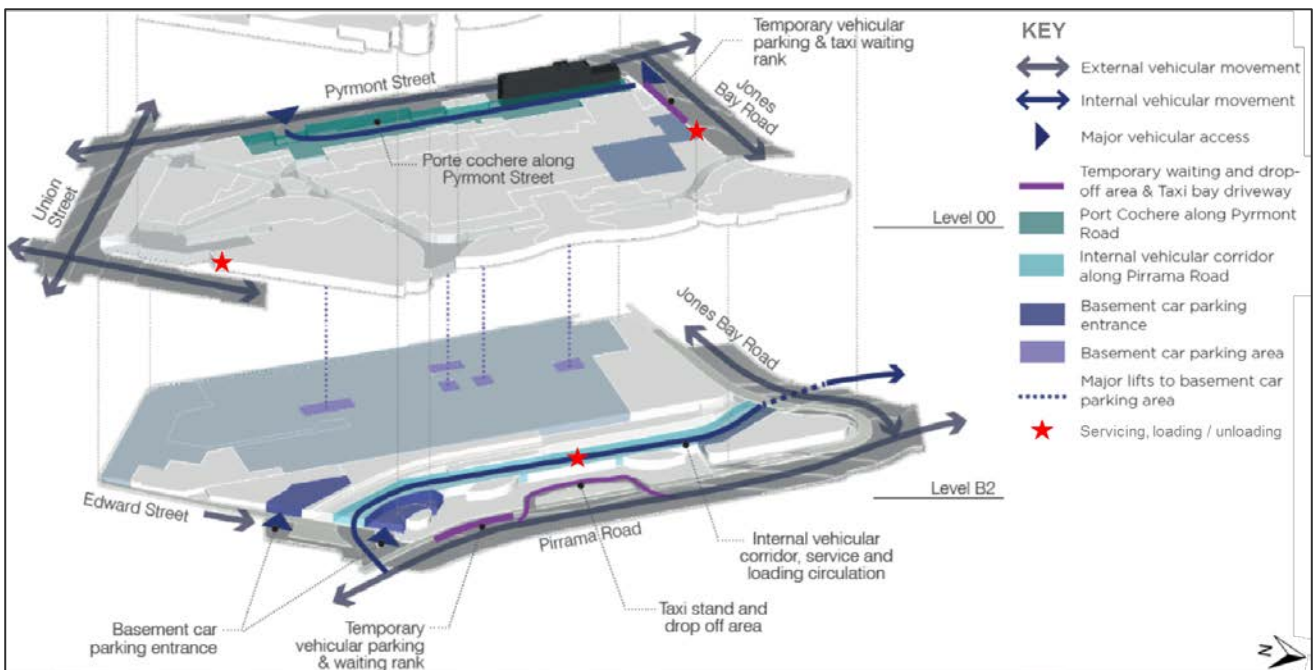 Temporary vehicular
parking & taxi waiting
rank
Pyrmont Street
Jones
Bay Road
Porte cochere along
Pyrmont Street
Union
Street
Level 00
Jones Bay Road
Edward Street
Level B2
Pirrama Road
Internal vehicular
corridor, service and
loading circulation
Taxi stand and
drop off area
Basement car
parking entrance
Temporary
vehicular parking
& waiting rank
KEY
External vehicular movement
Internal vehicular movement
Major vehicular access
Temporary waiting and drop-
off area & Taxi bay driveway
Port Cochere along Pyrmont
Road
Internal vehicular corridor
along Pirrama Road
Basement car parking
entrance
Basement car parking area
Major lifts to basement car
parking area
Servicing, loading / unloading
N